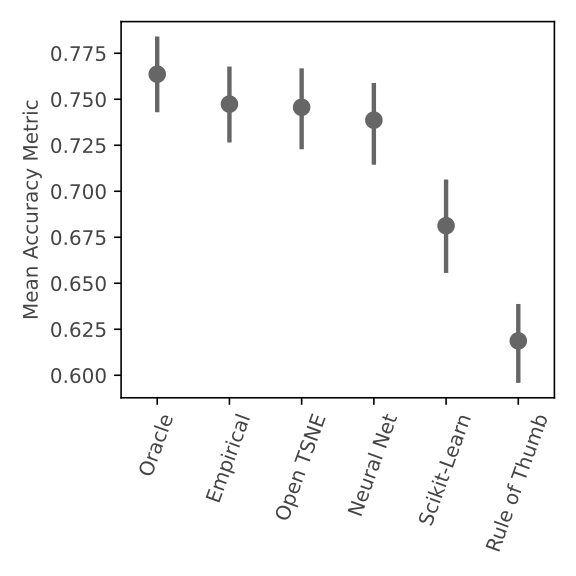 Mean Accuracy Metric
0.775
0.750
0.725
0.700
0.675
0.650
0.625
0.600
Oracle
Empirical
Open TSNE
Neural Net
Scikit-Learn
Rule of Thumb